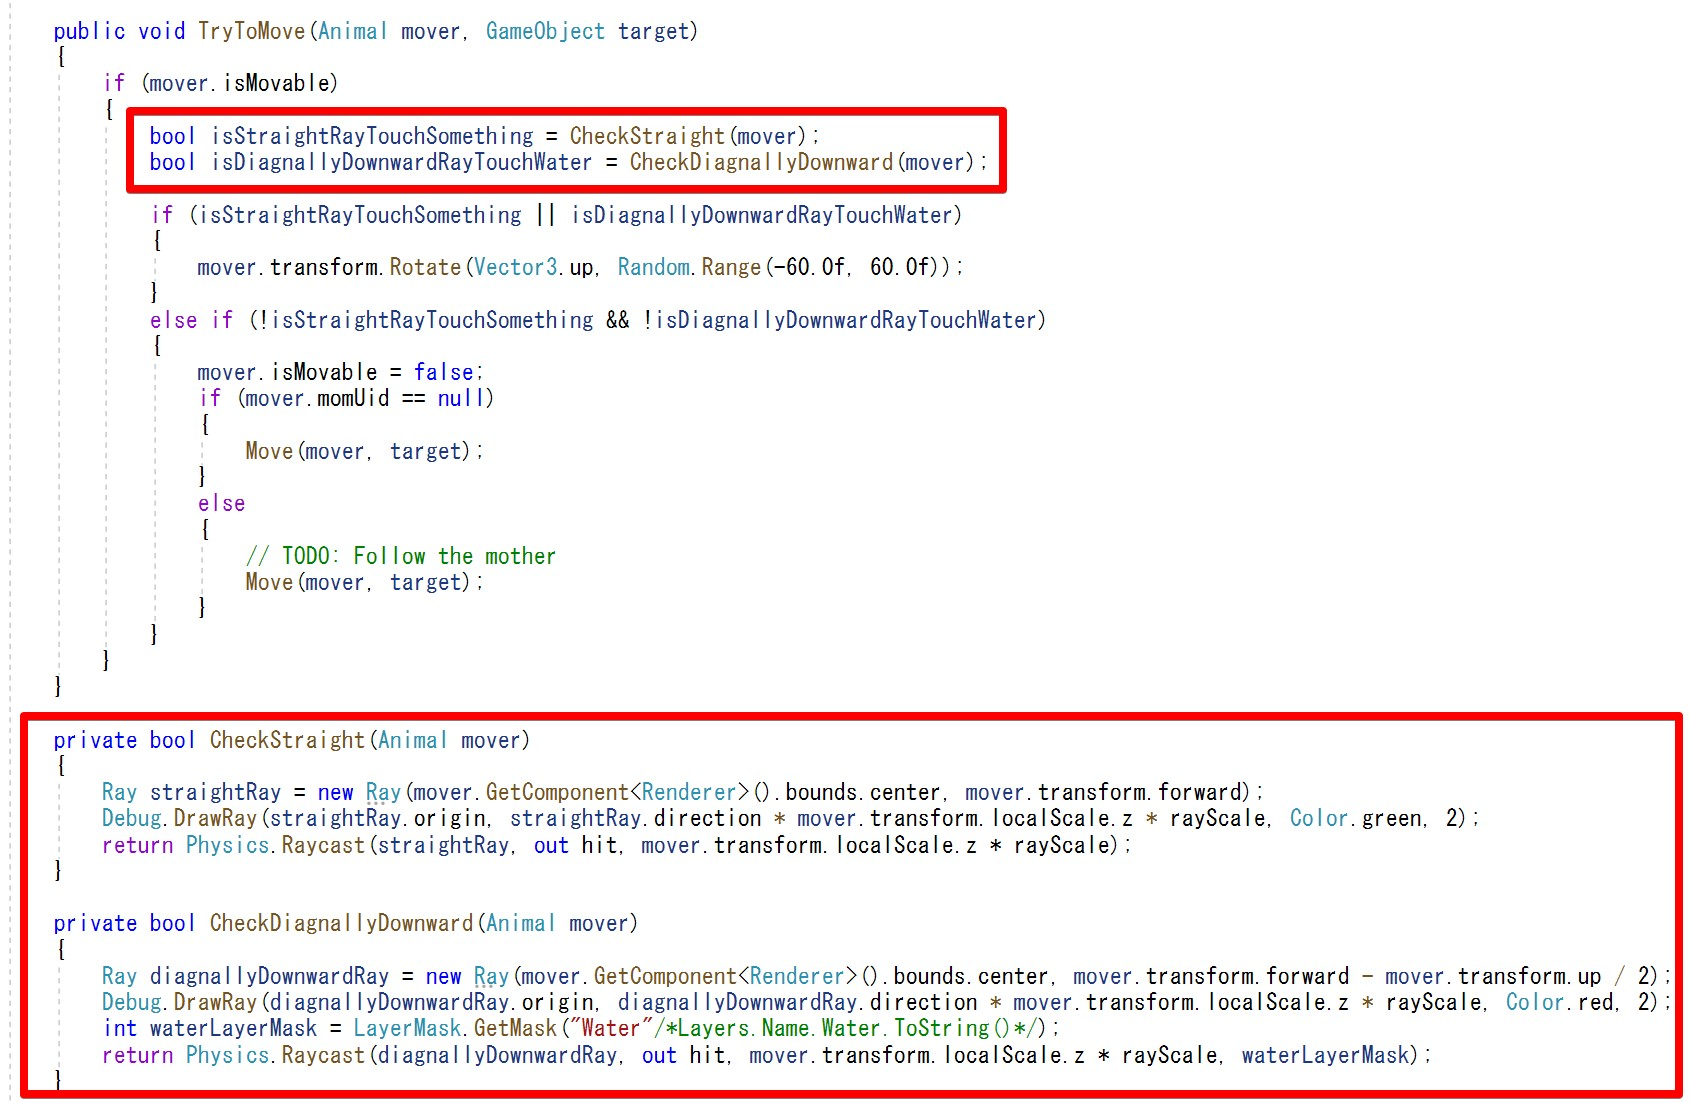 public void TryToMove(Animal mover, GameObject target)
{
if (mover.isMovable)
{
bool isStraightRayTouchSomething = CheckStraight(mover);
bool isDiagnallyDownwardRayTouchWater = CheckDiagnallyDownward(mover);
if (isStraightRayTouchSomething || isDiagnallyDownwardRayTouchWater)
{
mover.transform.Rotate(Vector3.up, Random.Range(-60.0f, 60.0f));
}
else if (!isStraightRayTouchSomething && !isDiagnallyDownwardRayTouchWater)
{
mover.isMovable = false;
if (mover.momUid == null)
{
Move(mover, target);
}
else
{
// TODO: Follow the mother
Move(mover, target);
}
}
}
}
private bool CheckStraight(Animal mover)
{
Ray straightRay = new Ray(mover.GetComponent<Renderer>().bounds.center, mover.transform.forward);
Debug.DrawRay(straightRay.origin, straightRay.direction * mover.transform.localScale.z * rayScale, Color.green, 2);
return Physics.Raycast(straightRay, out hit, mover.transform.localScale.z * rayScale);
}
private bool CheckDiagnallyDownward(Animal mover)
{
Ray diagnallyDownwardRay = new Ray(mover.GetComponent<Renderer>().bounds.center, mover.transform.forward - mover.transform.up / 2);
Debug.DrawRay(diagnallyDownwardRay.origin, diagnallyDownwardRay.direction * mover.transform.localScale.z * rayScale, Color.red, 2);
int waterLayerMask = LayerMask.GetMask("Water"/*Layers.Name.Water.ToString()*/);
return Physics.Raycast(diagnallyDownwardRay, out hit, mover.transform.localScale.z * rayScale, waterLayerMask);
}